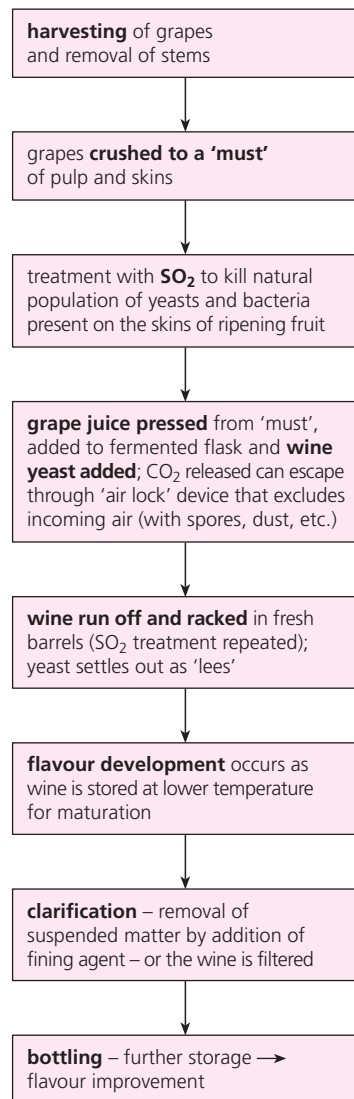 harvesting of grapes
and removal of stems
grapes crushed to a ‘must’
of pulp and skins
treatment with SO₂ to kill natural
population of yeasts and bacteria
present on the skins of ripening fruit
grape juice pressed from ‘must’,
added to fermented flask and wine
yeast added; CO₂ released can escape
through ‘air lock’ device that excludes
incoming air (with spores, dust, etc.)
wine run off and racked in fresh
barrels (SO₂ treatment repeated);
yeast settles out as ‘lees’
flavour development occurs as
wine is stored at lower temperature
for maturation
clarification – removal of
suspended matter by addition of
fining agent – or the wine is filtered
bottling – further storage →
flavour improvement